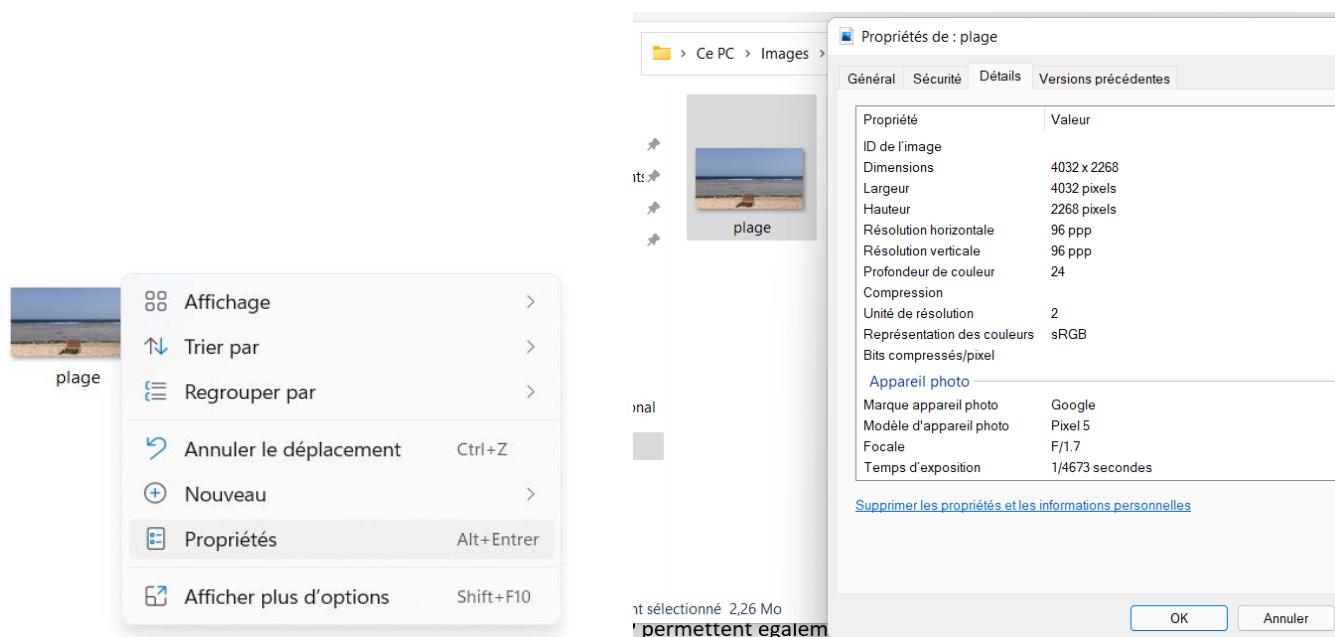 plage
Affichage
Trier par
Regrouper par
Annuler le déplacement Ctrl+Z
Nouveau
Propriétés Alt+Entrer
Afficher plus d'options Shift+F10
Ce PC > Images >
plage
Propriétés de : plage
Général Sécurité Détails Versions précédentes
Propriété Valeur
ID de l'image
Dimensions 4032 x 2268
Largeur 4032 pixels
Hauteur 2268 pixels
Résolution horizontale 96 ppp
Résolution verticale 96 ppp
Profondeur de couleur 24
Compression
Unité de résolution 2
Représentation des couleurs sRGB
Bits compressés/pixel
Appareil photo
Marque appareil photo Google
Modèle d'appareil photo Pixel 5
Focale F/1.7
Temps d'exposition 1/4673 secondes
Supprimer les propriétés et les informations personnelles
OK Annuler
sélectionné 2,26 Mo
permettent